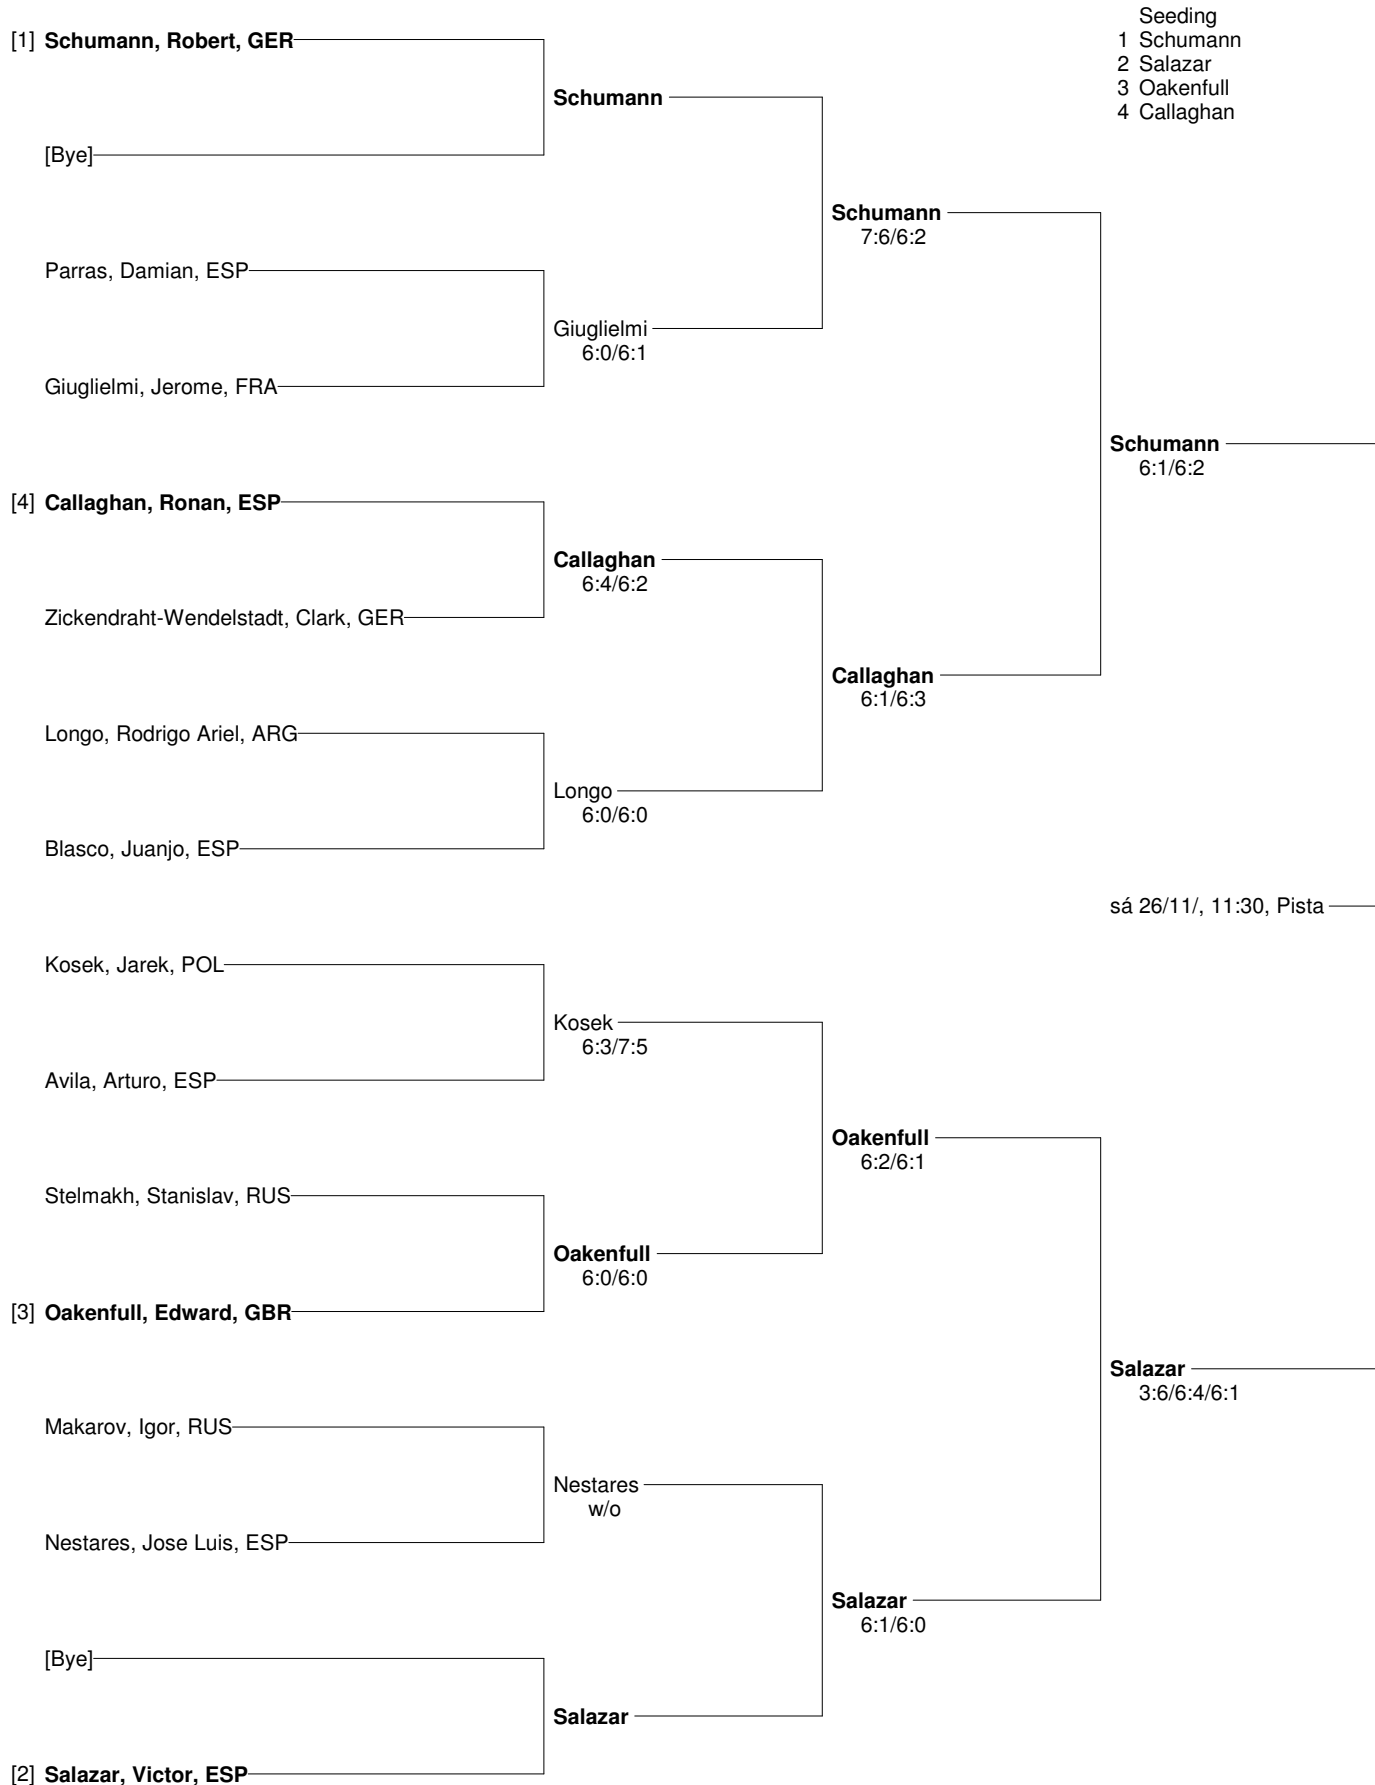 Seeding
1 Schumann
2 Salazar
3 Oakenfull
4 Callaghan
[1] Schumann, Robert, GER
Schumann
[Bye]
Schumann
7:6/6:2
Parras, Damian, ESP
Giuglielmi
6:0/6:1
Giuglielmi, Jerome, FRA
Schumann
6:1/6:2
[4] Callaghan, Ronan, ESP
Callaghan
6:4/6:2
Zickendraht-Wendelstadt, Clark, GER
Callaghan
6:1/6:3
Longo, Rodrigo Ariel, ARG
Longo
6:0/6:0
Blasco, Juanjo, ESP
sá 26/11/, 11:30, Pista
Kosek, Jarek, POL
Kosek
6:3/7:5
Avila, Arturo, ESP
Oakenfull
6:2/6:1
Stelmakh, Stanislav, RUS
Oakenfull
6:0/6:0
[3] Oakenfull, Edward, GBR
Salazar
3:6/6:4/6:1
Makarov, Igor, RUS
Nestares
w/o
Nestares, Jose Luis, ESP
Salazar
6:1/6:0
[Bye]
Salazar
[2] Salazar, Victor, ESP